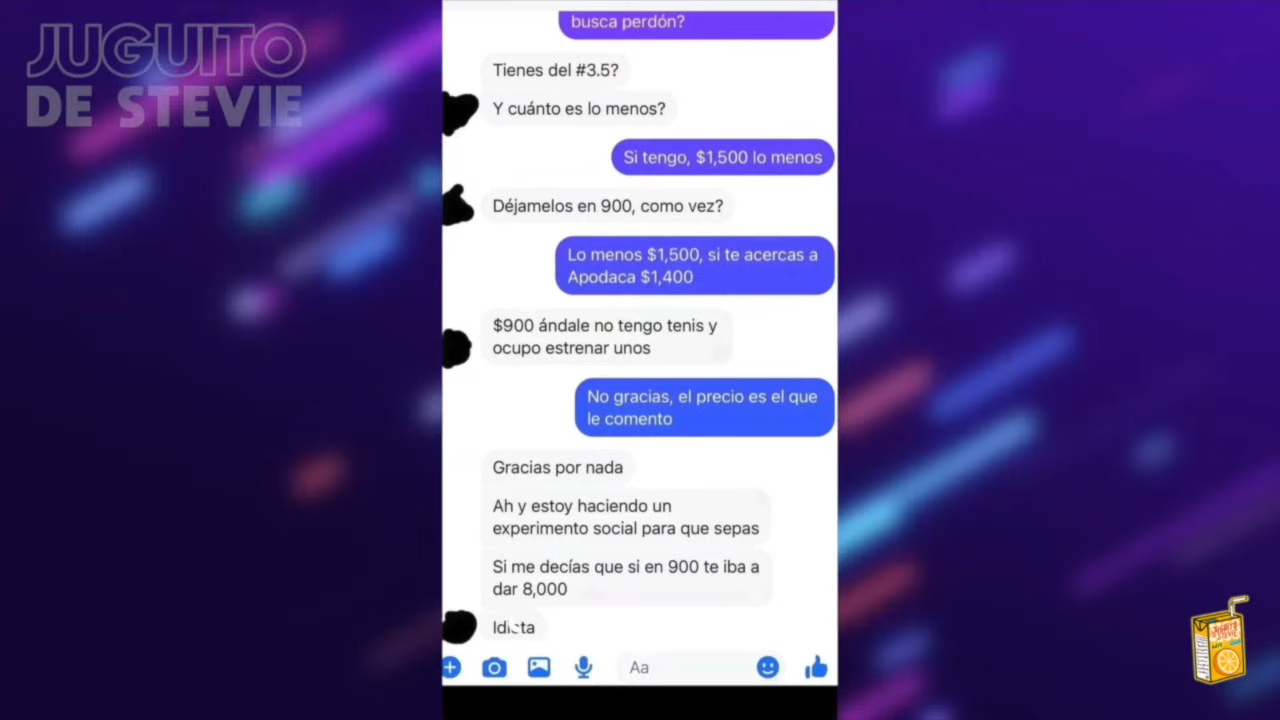 JUGUITO
DE STEVIE
busca perdón?
Tienes del #3.5?
Y cuánto es lo menos?
Si tengo, $1,500 lo menos
Déjamelos en 900, como vez?
Lo menos $1,500, si te acercas a
Apodaca $1,400
$900 ándale no tengo tenis y
ocupo estrenar unos
No gracias, el precio es el que
le comento
Gracias por nada
Ah y estoy haciendo un
experimento social para que sepas
Si me decías que si en 900 te iba a
dar 8,000
Aa
JUGUITO
DE STEVIE